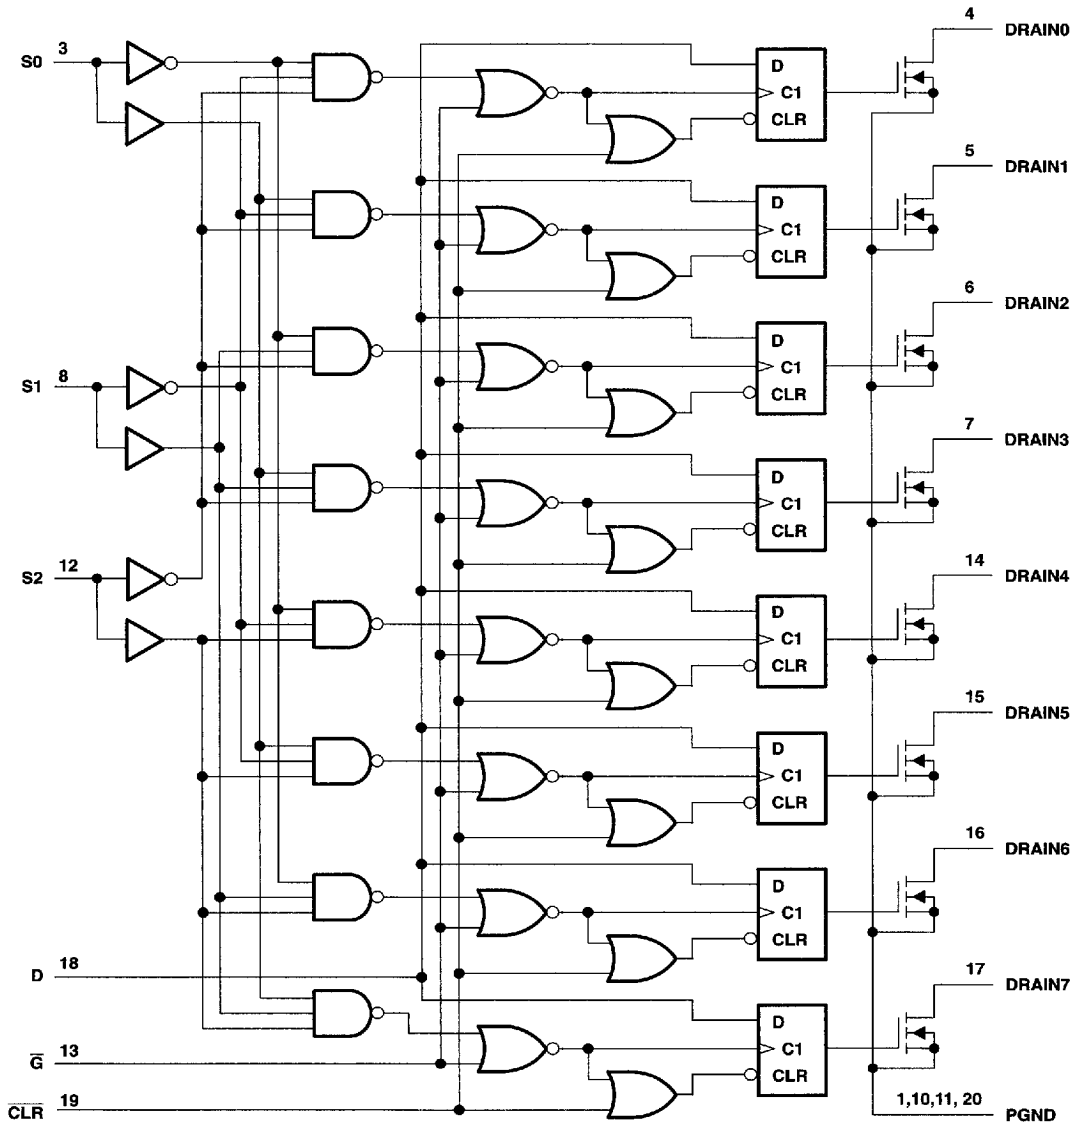 4
DRAIN0
3
S0
D
C1
CLR
5
DRAIN1
D
C1
CLR
6
DRAIN2
D
C1
CLR
8
S1
7
DRAIN3
D
C1
CLR
12
S2
14
DRAIN4
D
C1
CLR
15
DRAIN5
D
C1
CLR
16
DRAIN6
D
C1
CLR
18
D
17
DRAIN7
D
C1
CLR
13
G̅
19
C̅L̅R̅
1,10,11, 20
PGND